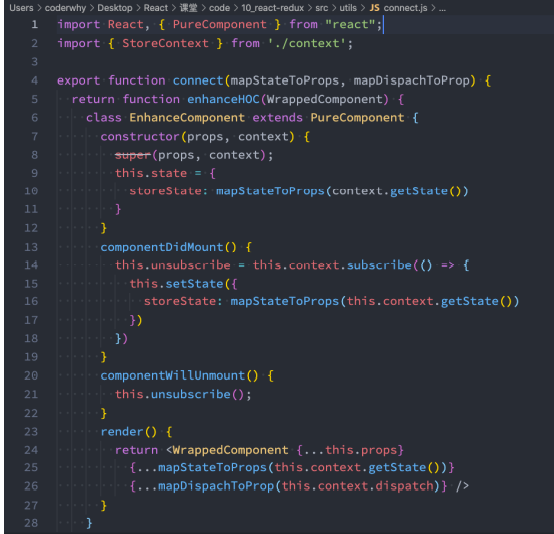 Users > coderwhy > Desktop > React > 课堂 > code > 10_react-redux > src > utils > JS connect.js > ...
1 import React, { PureComponent } from "react";
2 import { StoreContext } from './context';
3
4 export function connect(mapStateToProps, mapDispachToProp) {
5   return function enhanceHOC(WrappedComponent) {
6     class EnhanceComponent extends PureComponent {
7       constructor(props, context) {
8         super(props, context);
9         this.state = {
10           storeState: mapStateToProps(context.getState())
11         }
12       }
13       componentDidMount() {
14         this.unsubscribe = this.context.subscribe(() => {
15           this.setState({
16             storeState: mapStateToProps(this.context.getState())
17           })
18         })
19       }
20       componentWillUnmount() {
21         this.unsubscribe();
22       }
23       render() {
24         return <WrappedComponent {...this.props}
25           {...mapStateToProps(this.context.getState())}
26           {...mapDispachToProp(this.context.dispatch)} />
27       }
28     }